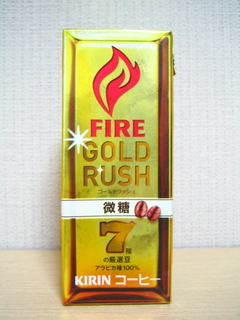 FIRE
GOLD
RUSH
ゴールドラッシュ
微糖
7種
の厳選豆
アラビカ種100%
KIRIN コーヒー